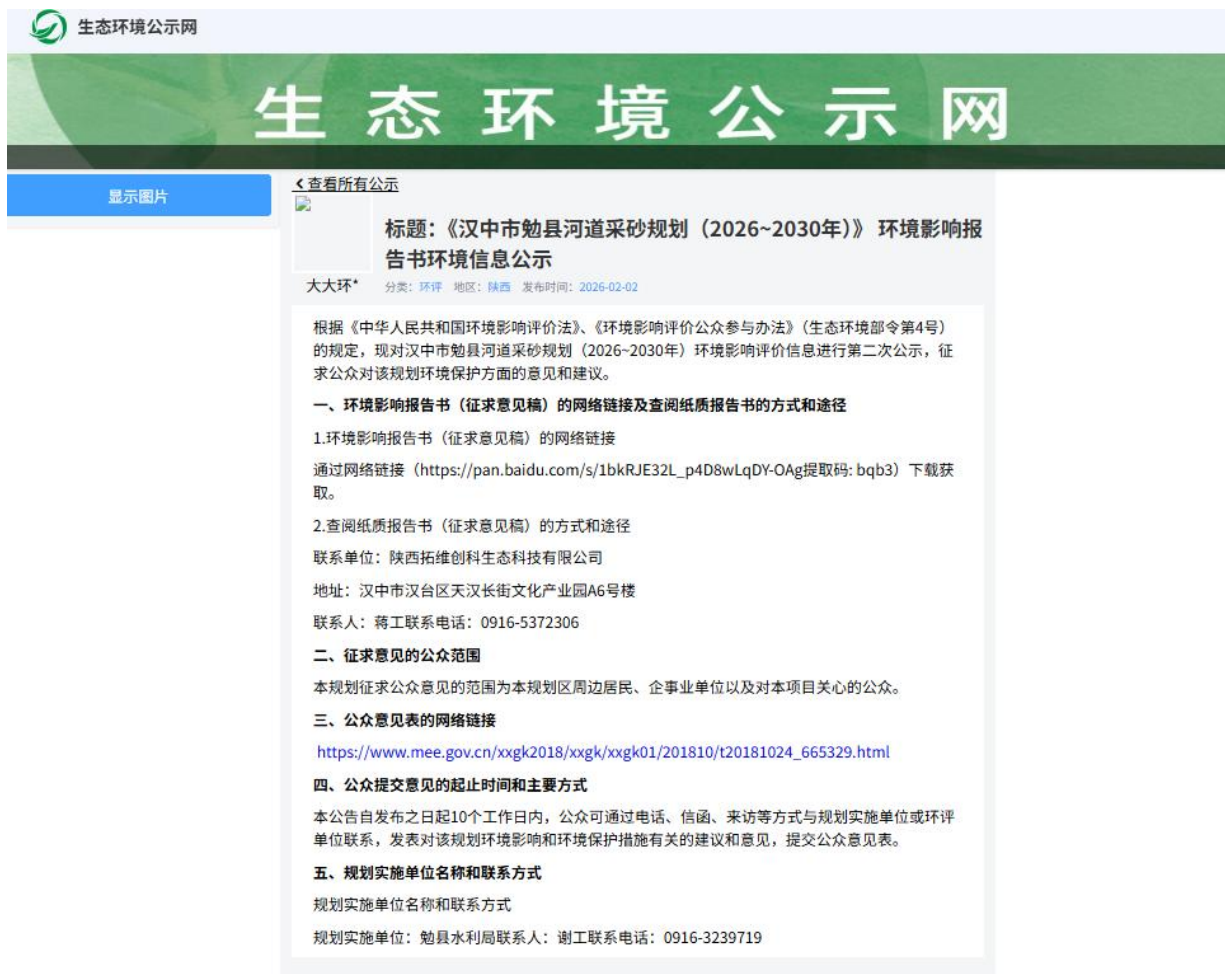 生态环境公示网
生态环境公示网
显示图片
查看所有公示
标题：《汉中市勉县河道采砂规划（2026~2030年）》 环境影响报
告书环境信息公示
大大环*
分类：环评 地区：陕西 发布时间：2026-02-02
根据《中华人民共和国环境影响评价法》、《环境影响评价公众参与办法》（生态环境部令第4号）
的规定，现对汉中市勉县河道采砂规划（2026~2030年）环境影响评价信息进行第二次公示，征
求公众对该规划环境保护方面的意见和建议。
一、环境影响报告书（征求意见稿）的网络链接及查阅纸质报告书的方式和途径
1.环境影响报告书（征求意见稿）的网络链接
通过网络链接（https://pan.baidu.com/s/1bkRJE32L_p4D8wLqDY-OAg提取码: bqb3）下载获
取。
2.查阅纸质报告书（征求意见稿）的方式和途径
联系单位：陕西拓维创科生态科技有限公司
地址：汉中市汉台区天汉长街文化产业园A6号楼
联系人：蒋工联系电话：0916-5372306
二、征求意见的公众范围
本规划征求公众意见的范围为本规划区周边居民、企事业单位以及对本项目关心的公众。
三、公众意见表的网络链接
https://www.mee.gov.cn/xxgk2018/xxgk/xxgk01/201810/t20181024_665329.html
四、公众提交意见的起止时间和主要方式
本公告自发布之日起10个工作日内，公众可通过电话、信函、来访等方式与规划实施单位或环评
单位联系，发表对该规划环境影响和环境保护措施有关的建议和意见，提交公众意见表。
五、规划实施单位名称和联系方式
规划实施单位名称和联系方式
规划实施单位：勉县水利局联系人：谢工联系电话：0916-3239719